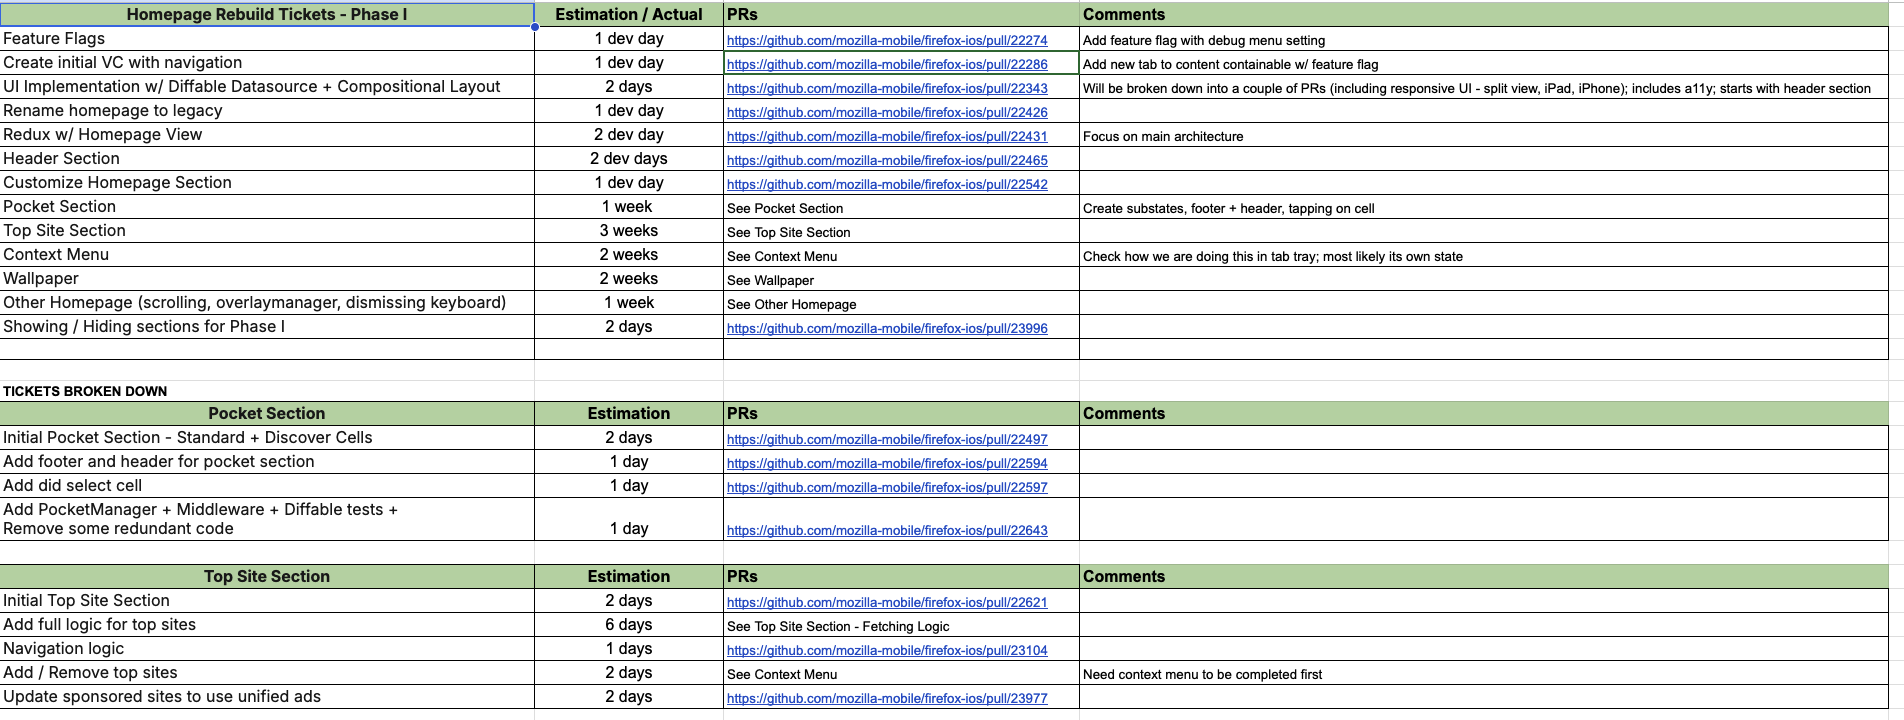 Homepage Rebuild Tickets - Phase I Estimation / Actual PRs Comments
Feature Flags 1 dev day https://github.com/mozilla-mobile/firefox-ios/pull/22274 Add feature flag with debug menu setting
Create initial VC with navigation 1 dev day https://github.com/mozilla-mobile/firefox-ios/pull/22286 Add new tab to content containable w/ feature flag
UI Implementation w/ Diffable Datasource + Compositional Layout 2 days https://github.com/mozilla-mobile/firefox-ios/pull/22343 Will be broken down into a couple of PRs (including responsive UI - split view, iPad, iPhone); includes a11y; starts with header section
Rename homepage to legacy 1 dev day https://github.com/mozilla-mobile/firefox-ios/pull/22426
Redux w/ Homepage View 2 dev day https://github.com/mozilla-mobile/firefox-ios/pull/22431 Focus on main architecture
Header Section 2 dev days https://github.com/mozilla-mobile/firefox-ios/pull/22465
Customize Homepage Section 1 dev day https://github.com/mozilla-mobile/firefox-ios/pull/22542
Pocket Section 1 week See Pocket Section Create substates, footer + header, tapping on cell
Top Site Section 3 weeks See Top Site Section
Context Menu 2 weeks See Context Menu Check how we are doing this in tab tray; most likely its own state
Wallpaper 2 weeks See Wallpaper
Other Homepage (scrolling, overlaymanager, dismissing keyboard) 1 week See Other Homepage
Showing / Hiding sections for Phase I 2 days https://github.com/mozilla-mobile/firefox-ios/pull/23996
TICKETS BROKEN DOWN
Pocket Section Estimation PRs Comments
Initial Pocket Section - Standard + Discover Cells 2 days https://github.com/mozilla-mobile/firefox-ios/pull/22497
Add footer and header for pocket section 1 day https://github.com/mozilla-mobile/firefox-ios/pull/22594
Add did select cell 1 day https://github.com/mozilla-mobile/firefox-ios/pull/22597
Add PocketManager + Middleware + Diffable tests +
Remove some redundant code 1 day https://github.com/mozilla-mobile/firefox-ios/pull/22643
Top Site Section Estimation PRs Comments
Initial Top Site Section 2 days https://github.com/mozilla-mobile/firefox-ios/pull/22621
Add full logic for top sites 6 days See Top Site Section - Fetching Logic
Navigation logic 1 days https://github.com/mozilla-mobile/firefox-ios/pull/23104
Add / Remove top sites 2 days See Context Menu Need context menu to be completed first
Update sponsored sites to use unified ads 2 days https://github.com/mozilla-mobile/firefox-ios/pull/23977